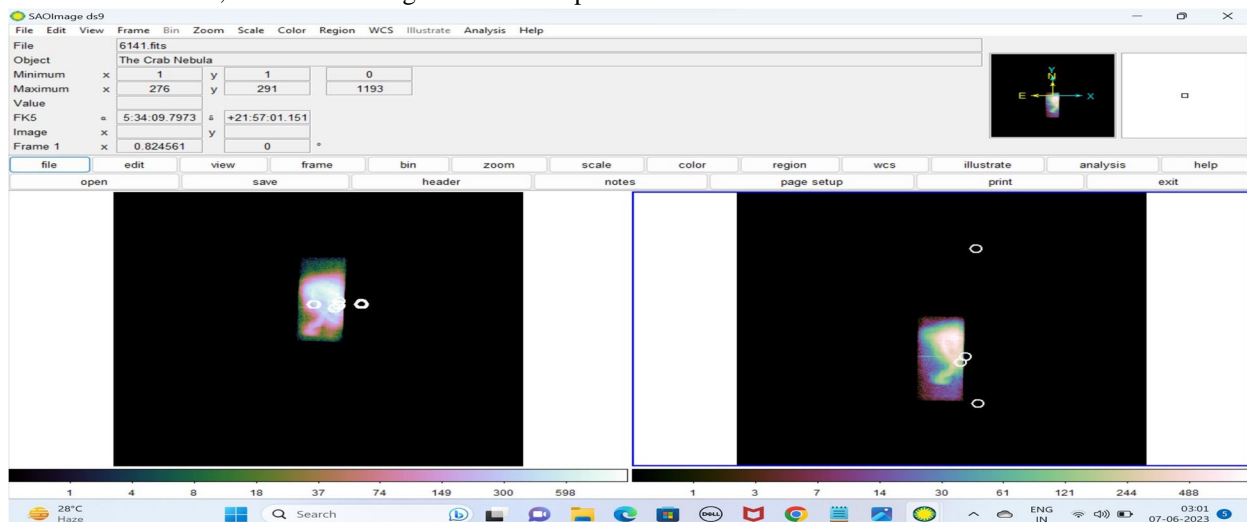 SAOImage ds9
File Edit View Frame Bin Zoom Scale Color Region WCS Illustrate Analysis Help
File 6141.fits
Object The Crab Nebula
Minimum x 1 y 1 0
Maximum x 276 y 291 1193
Value
FK5 α 5:34:09.7973 δ +21:57:01.151
Image x y
Frame 1 x 0.824561 0 °
Y
N
E X
file edit view frame bin zoom scale color region wcs illustrate analysis help
open save header notes page setup print exit
1 4 8 18 37 74 149 300 598
1 3 7 14 30 61 121 244 488
28°C
Haze
Search
DELL
ENG
IN
03:01
07-06-2023
5